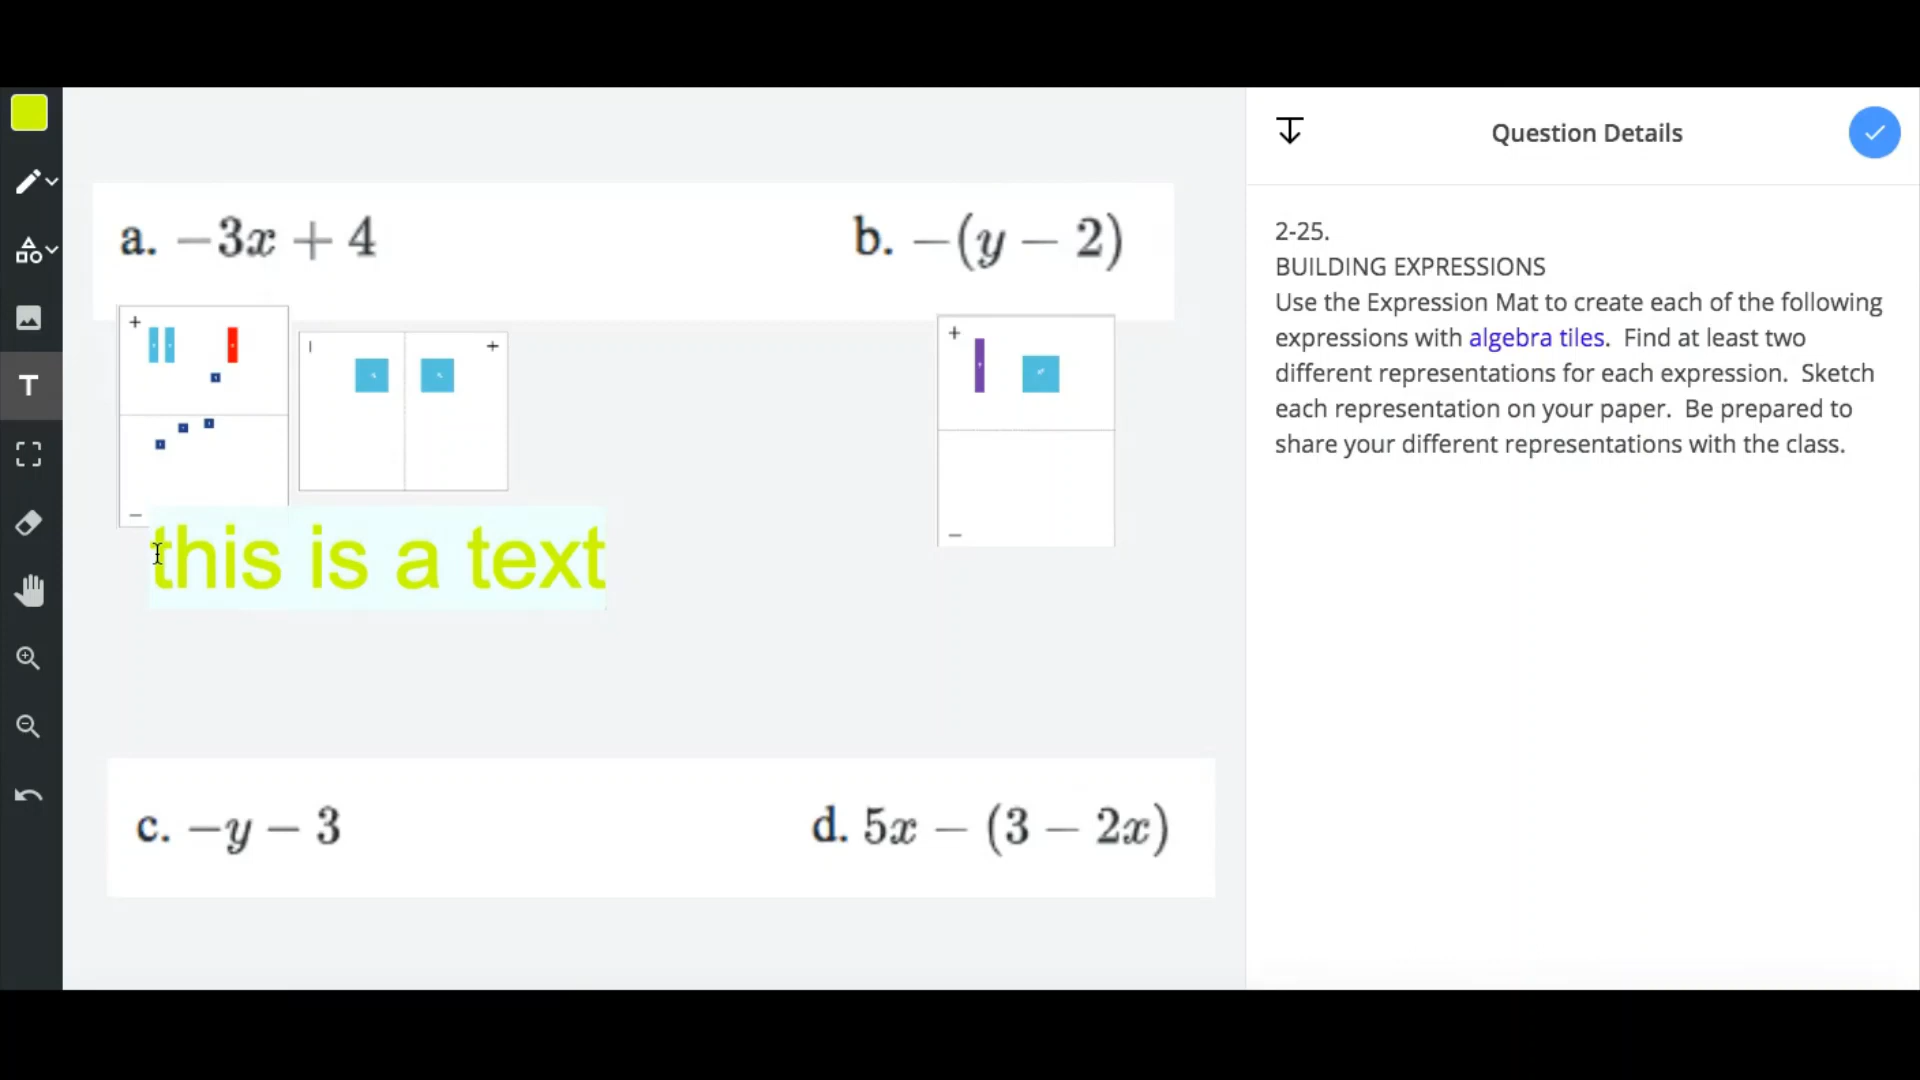 Question Details
a. −3x + 4
b. −(y − 2)
+
−
+
+
−
T
this is a text
c. −y − 3
d. 5x − (3 − 2x)
2-25.
BUILDING EXPRESSIONS
Use the Expression Mat to create each of the following
expressions with algebra tiles. Find at least two
different representations for each expression. Sketch
each representation on your paper. Be prepared to
share your different representations with the class.